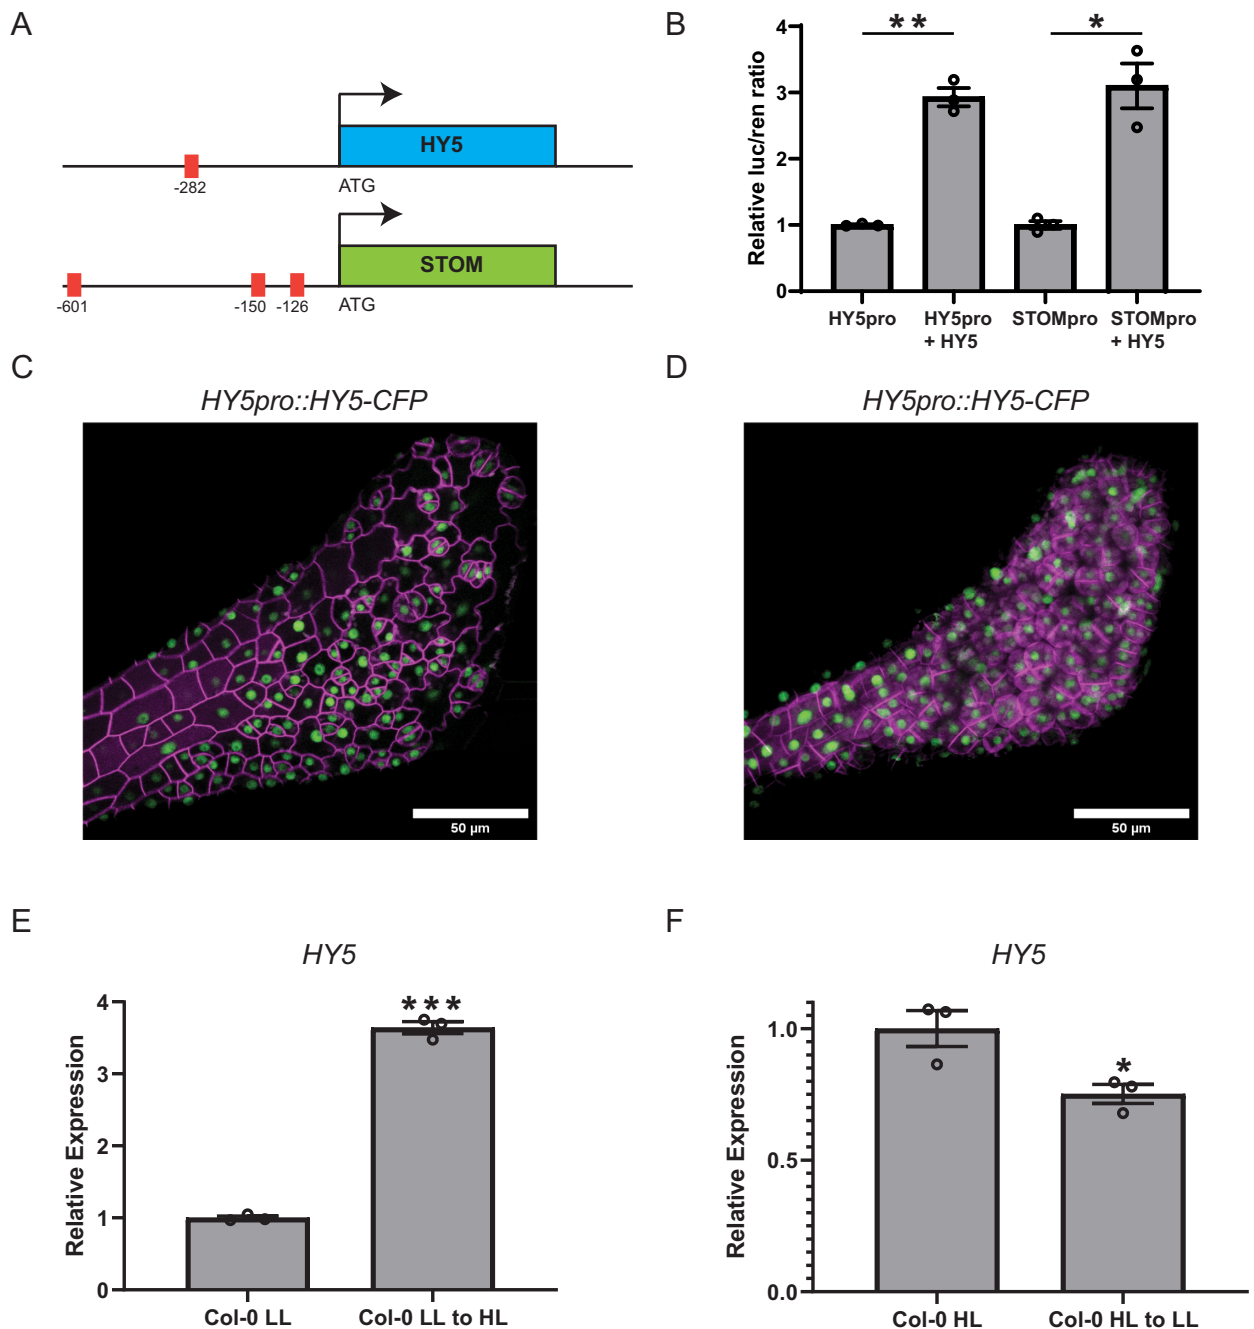 A
HY5
-282
ATG
STOM
-601
-150
-126
ATG
B
Relative luc/ren ratio
4
3
2
1
0
**
*
HY5pro
HY5pro
+ HY5
STOMpro
STOMpro
+ HY5
C
HY5pro::HY5-CFP
50 µm
D
HY5pro::HY5-CFP
50 µm
E
HY5
Relative Expression
4
3
2
1
0
***
Col-0 LL
Col-0 LL to HL
F
HY5
Relative Expression
1.0
0.5
0.0
*
Col-0 HL
Col-0 HL to LL